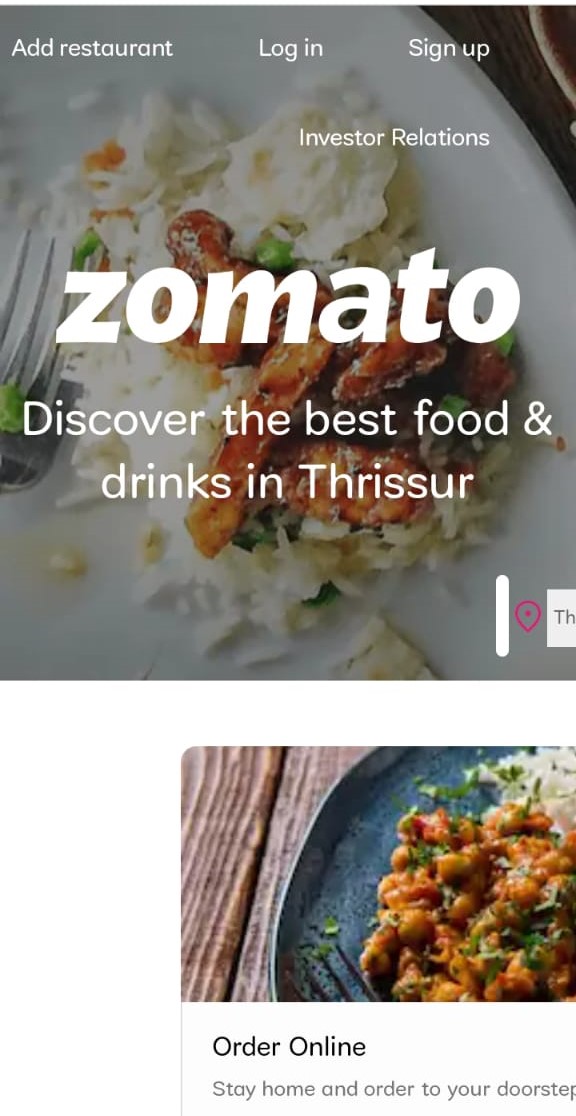 Add restaurant Log in Sign up
Investor Relations
zomato
Discover the best food &
drinks in Thrissur
Th
Order Online
Stay home and order to your doorstep